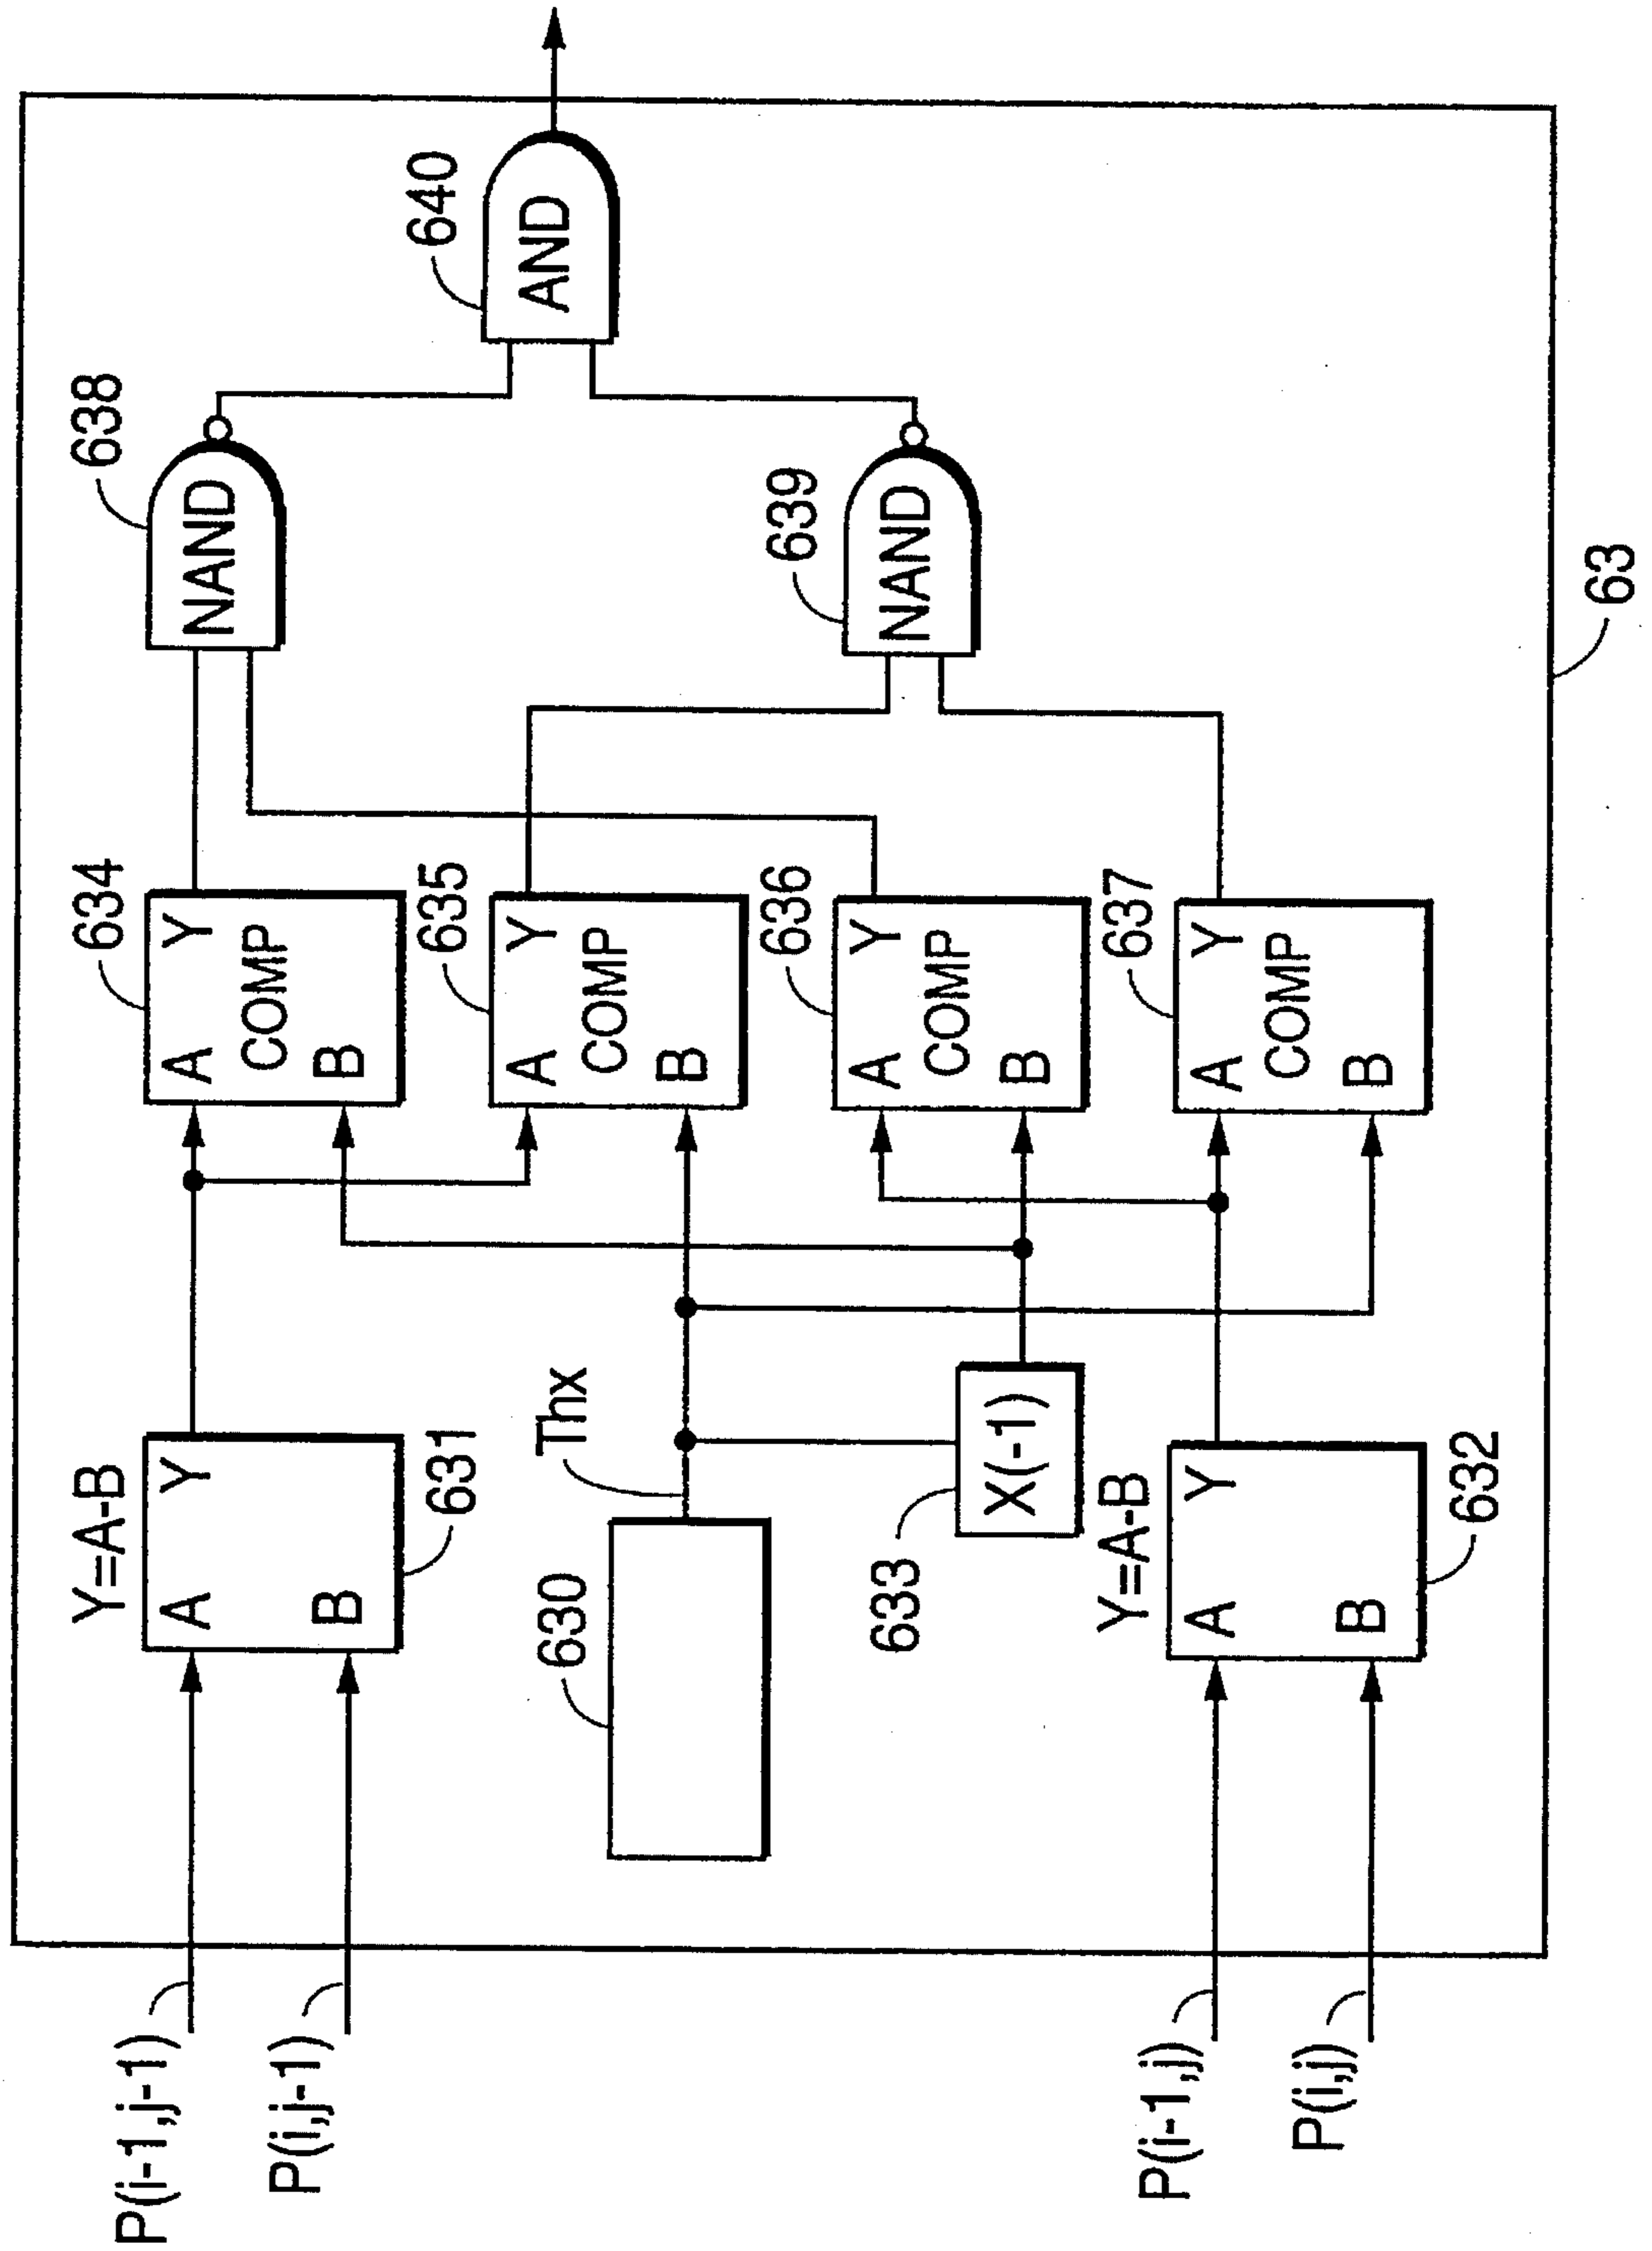 P(i-1,j-1)
P(i,j-1)
P(i-1,j)
P(i,j)
Y=A-B
A Y
B
631
630
Thx
X(-1)
633
Y=A-B
A Y
B
632
634
A Y
COMP
B
635
A Y
COMP
B
636
A Y
COMP
B
637
A Y
COMP
B
638
NAND
639
NAND
640
AND
63